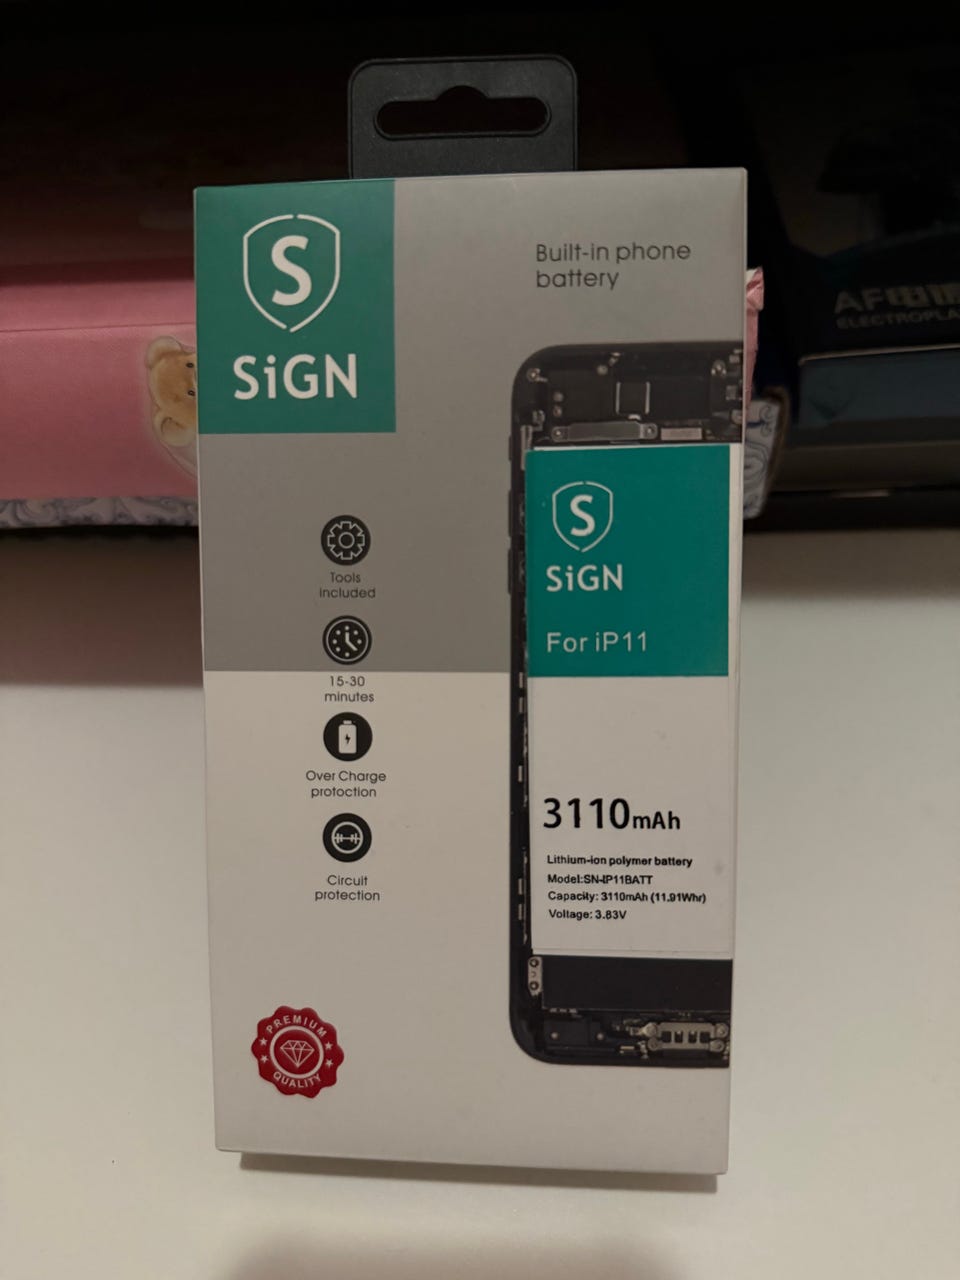 S
SiGN
Built-in phone
battery
Tools
included
15-30
minutes
Over Charge
protoction
Circuit
protection
PREMIUM
QUALITY
S
SiGN
For iP11
3110mAh
Lithium-ion polymer battery
Model:SN-IP11BATT
Capacity: 3110mAh (11.91Whr)
Voltage: 3.83V